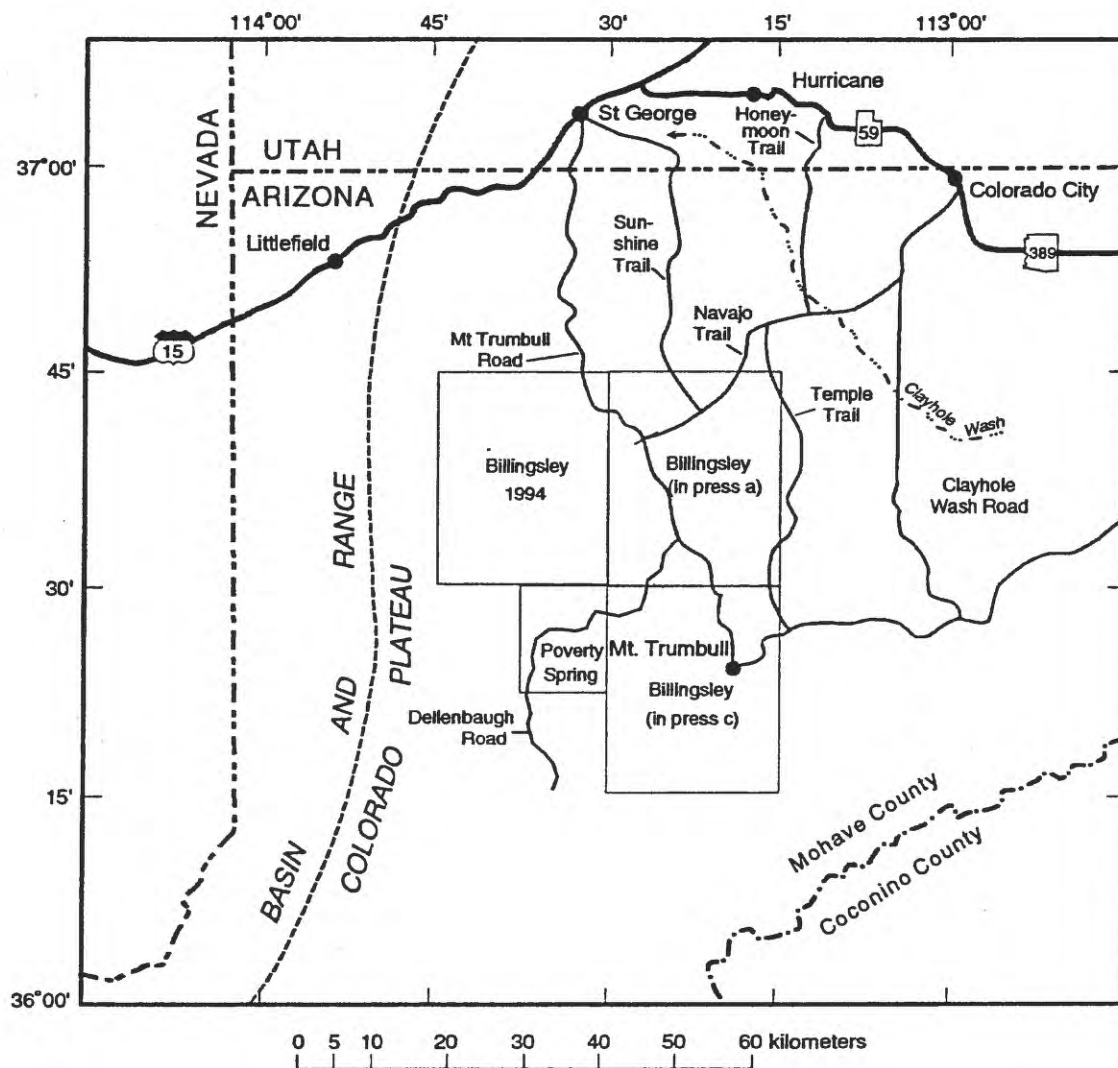 114°00'
45'
30'
15'
113°00'
Hurricane
St George
Honey-
moon
Trail
59
37°00'
UTAH
NEVADA
ARIZONA
Colorado City
Littlefield
Sun-
shine
Trail
389
Navajo
Trail
15
Mt Trumbull
Road
45'
Temple
Trail
Clayhole Wash
Billingsley
1994
Billingsley
(in press a)
Clayhole
Wash Road
30'
BASIN AND RANGE
COLORADO PLATEAU
Poverty
Spring
Mt. Trumbull
Billingsley
(in press c)
Dellenbaugh
Road
15'
Mohave County
Coconino County
36°00'
0 5 10 20 30 40 50 60 kilometers